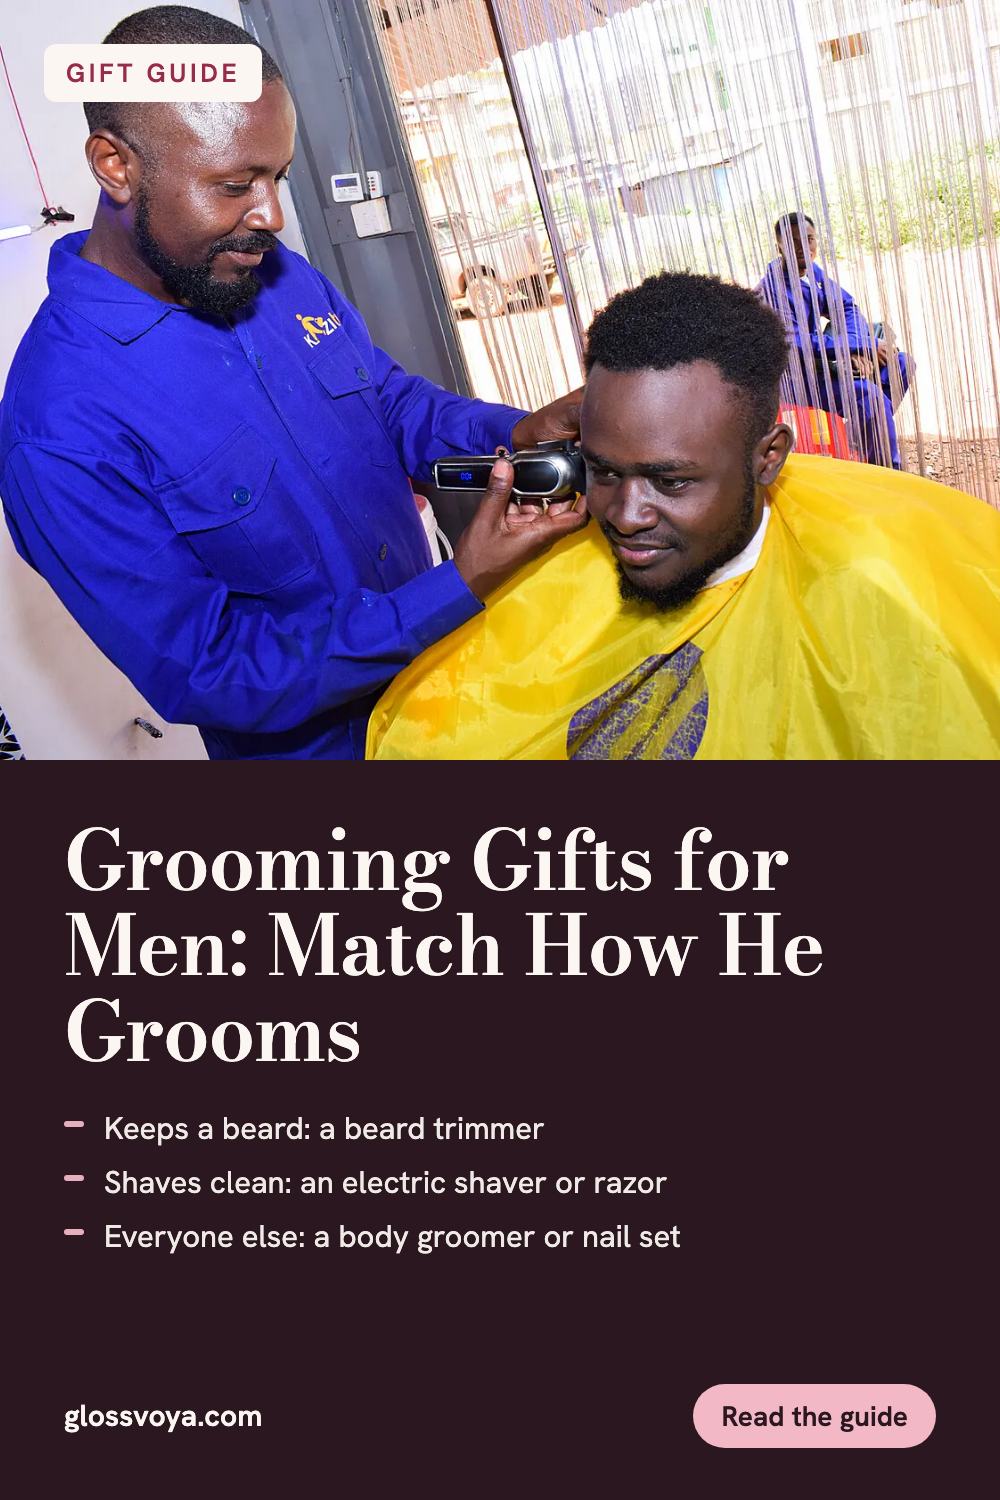 GIFT GUIDE
Grooming Gifts for
Men: Match How He
Grooms
Keeps a beard: a beard trimmer
Shaves clean: an electric shaver or razor
Everyone else: a body groomer or nail set
glossvoya.com
Read the guide